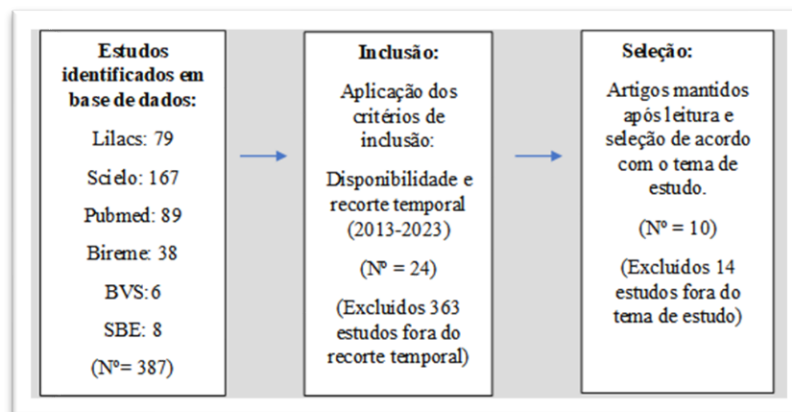 Estudos
identificados em
base de dados:
Lilacs: 79
Scielo: 167
Pubmed: 89
Bireme: 38
BVS: 6
SBE: 8
(Nº= 387)
Inclusão:
Aplicação dos
critérios de
inclusão:
Disponibilidade e
recorte temporal
(2013-2023)
(Nº = 24)
(Excluidos 363
estudos fora do
recorte temporal)
Seleção:
Artigos mantidos
após leitura e
seleção de acordo
com o tema de
estudo.
(Nº = 10)
(Excluidos 14
estudos fora do
tema de estudo)